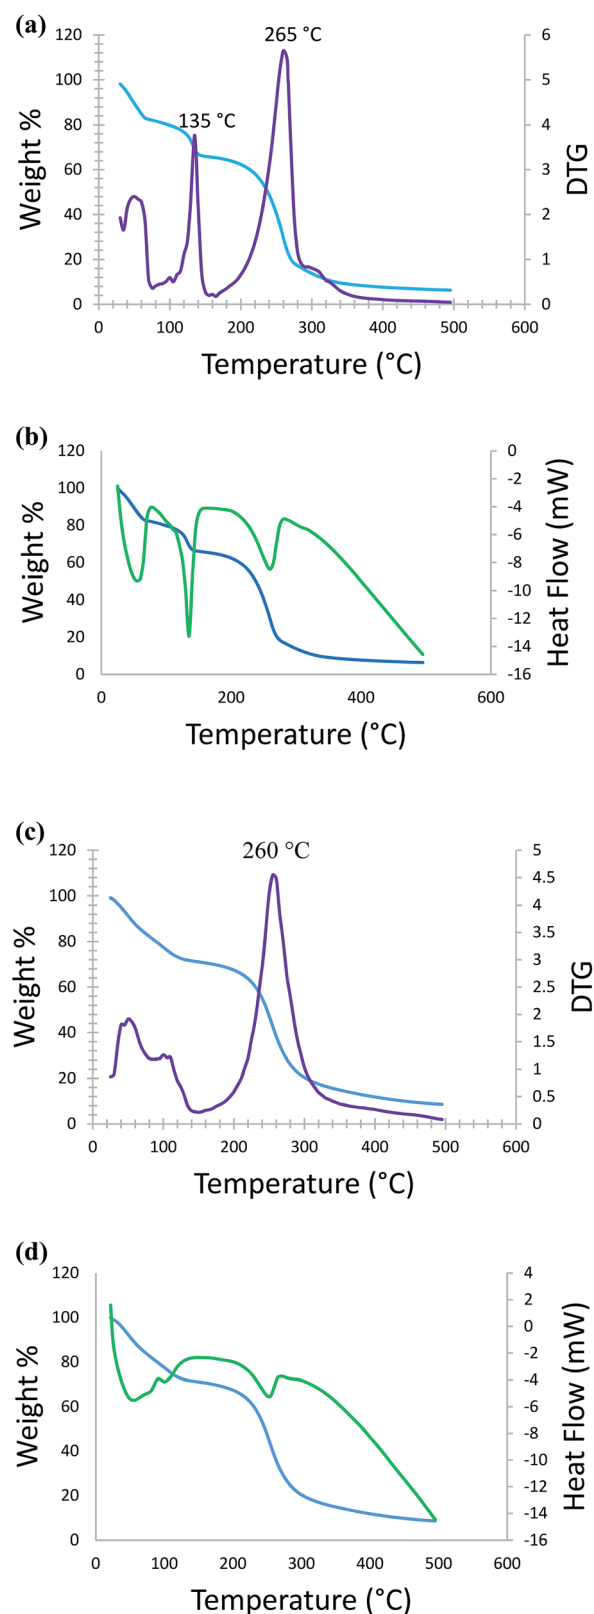 (a)
265 °C
135 °C
120
100
80
60
40
20
0
Weight %
6
5
4
3
2
1
0
DTG
0 100 200 300 400 500 600
Temperature (°C)
(b)
120
100
80
60
40
20
0
Weight %
0
-2
-4
-6
-8
-10
-12
-14
-16
Heat Flow (mW)
0 200 400 600
Temperature (°C)
(c)
260 °C
120
100
80
60
40
20
0
Weight %
5
4.5
4
3.5
3
2.5
2
1.5
1
0.5
0
DTG
0 100 200 300 400 500 600
Temperature (°C)
(d)
120
100
80
60
40
20
0
Weight %
4
2
0
-2
-4
-6
-8
-10
-12
-14
-16
Heat Flow (mW)
0 100 200 300 400 500 600
Temperature (°C)